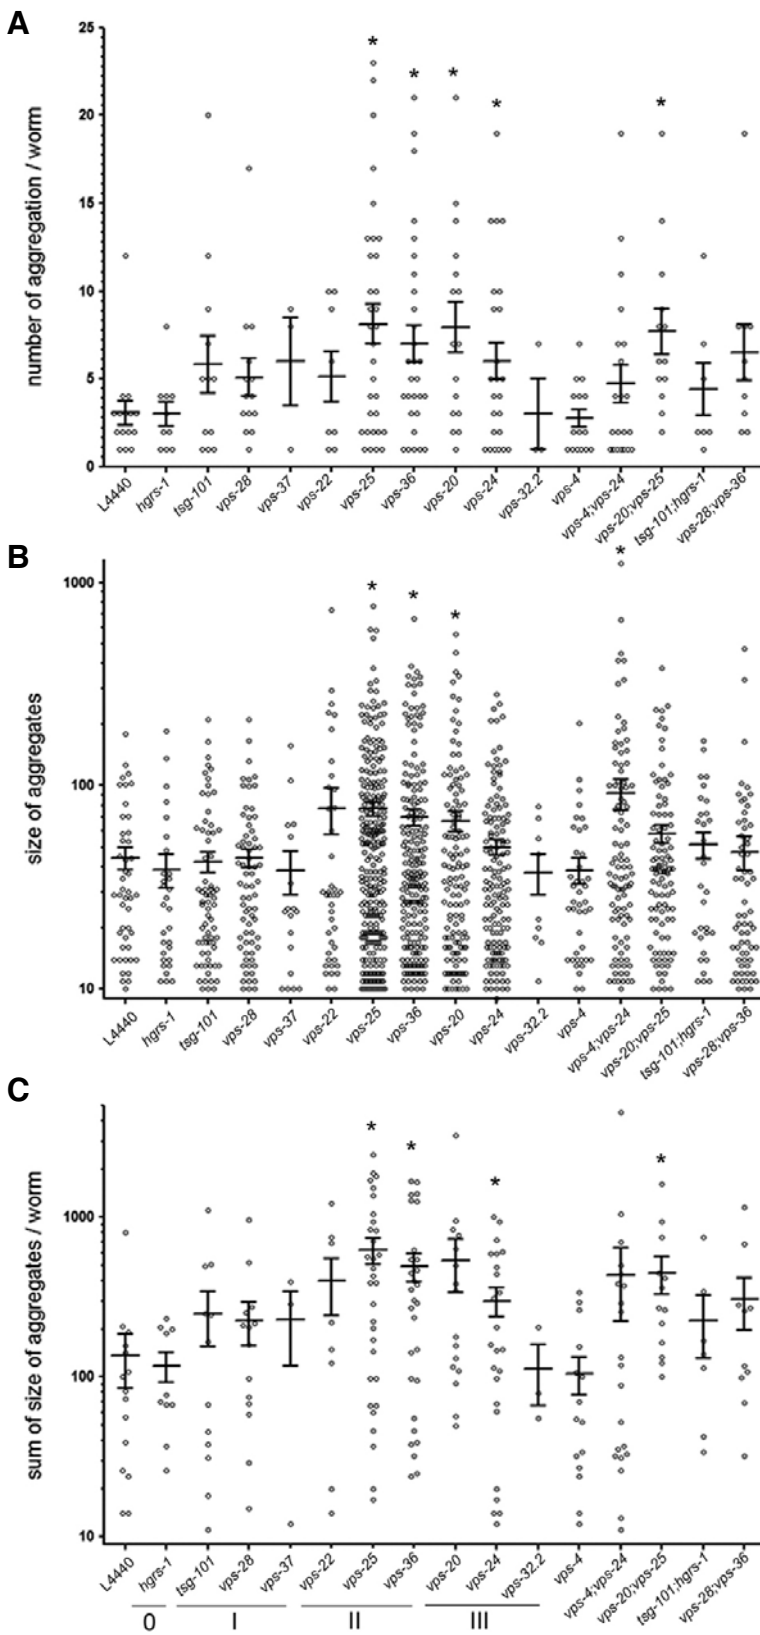 A
number of aggregation / worm
25
20
15
10
5
0
* * * * *
L4440 hgrs-1 tsg-101 vps-28 vps-37 vps-22 vps-25 vps-36 vps-20 vps-24 vps-32.2 vps-4 vps-4;vps-24 vps-20;vps-25 tsg-101;hgrs-1 vps-28;vps-36
B
size of aggregates
1000
100
10
* * * *
L4440 hgrs-1 tsg-101 vps-28 vps-37 vps-22 vps-25 vps-36 vps-20 vps-24 vps-32.2 vps-4 vps-4;vps-24 vps-20;vps-25 tsg-101;hgrs-1 vps-28;vps-36
C
sum of size of aggregates / worm
1000
100
10
* * * *
L4440 hgrs-1 tsg-101 vps-28 vps-37 vps-22 vps-25 vps-36 vps-20 vps-24 vps-32.2 vps-4 vps-4;vps-24 vps-20;vps-25 tsg-101;hgrs-1 vps-28;vps-36
0 I II III